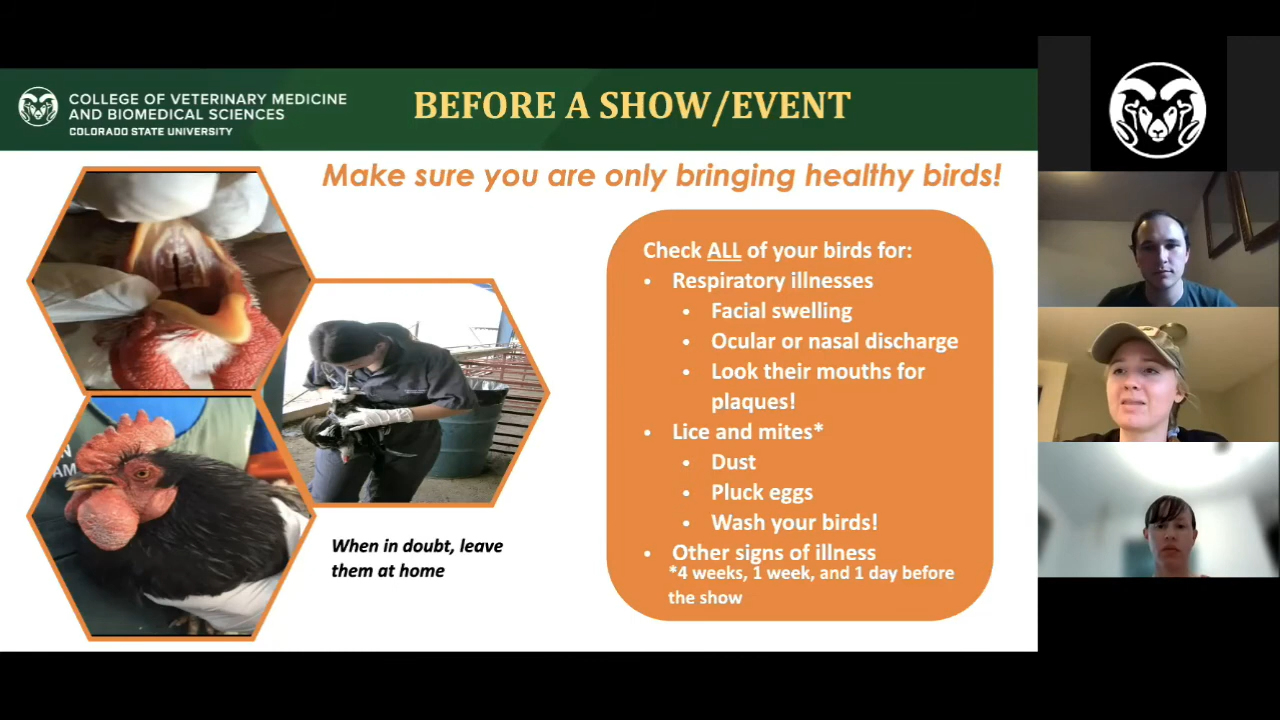 COLLEGE OF VETERINARY MEDICINE
AND BIOMEDICAL SCIENCES
COLORADO STATE UNIVERSITY
BEFORE A SHOW/EVENT
Make sure you are only bringing healthy birds!
Check ALL of your birds for:
• Respiratory illnesses
• Facial swelling
• Ocular or nasal discharge
• Look their mouths for
plaques!
• Lice and mites*
• Dust
• Pluck eggs
• Wash your birds!
• Other signs of illness
*4 weeks, 1 week, and 1 day before
the show
When in doubt, leave
them at home